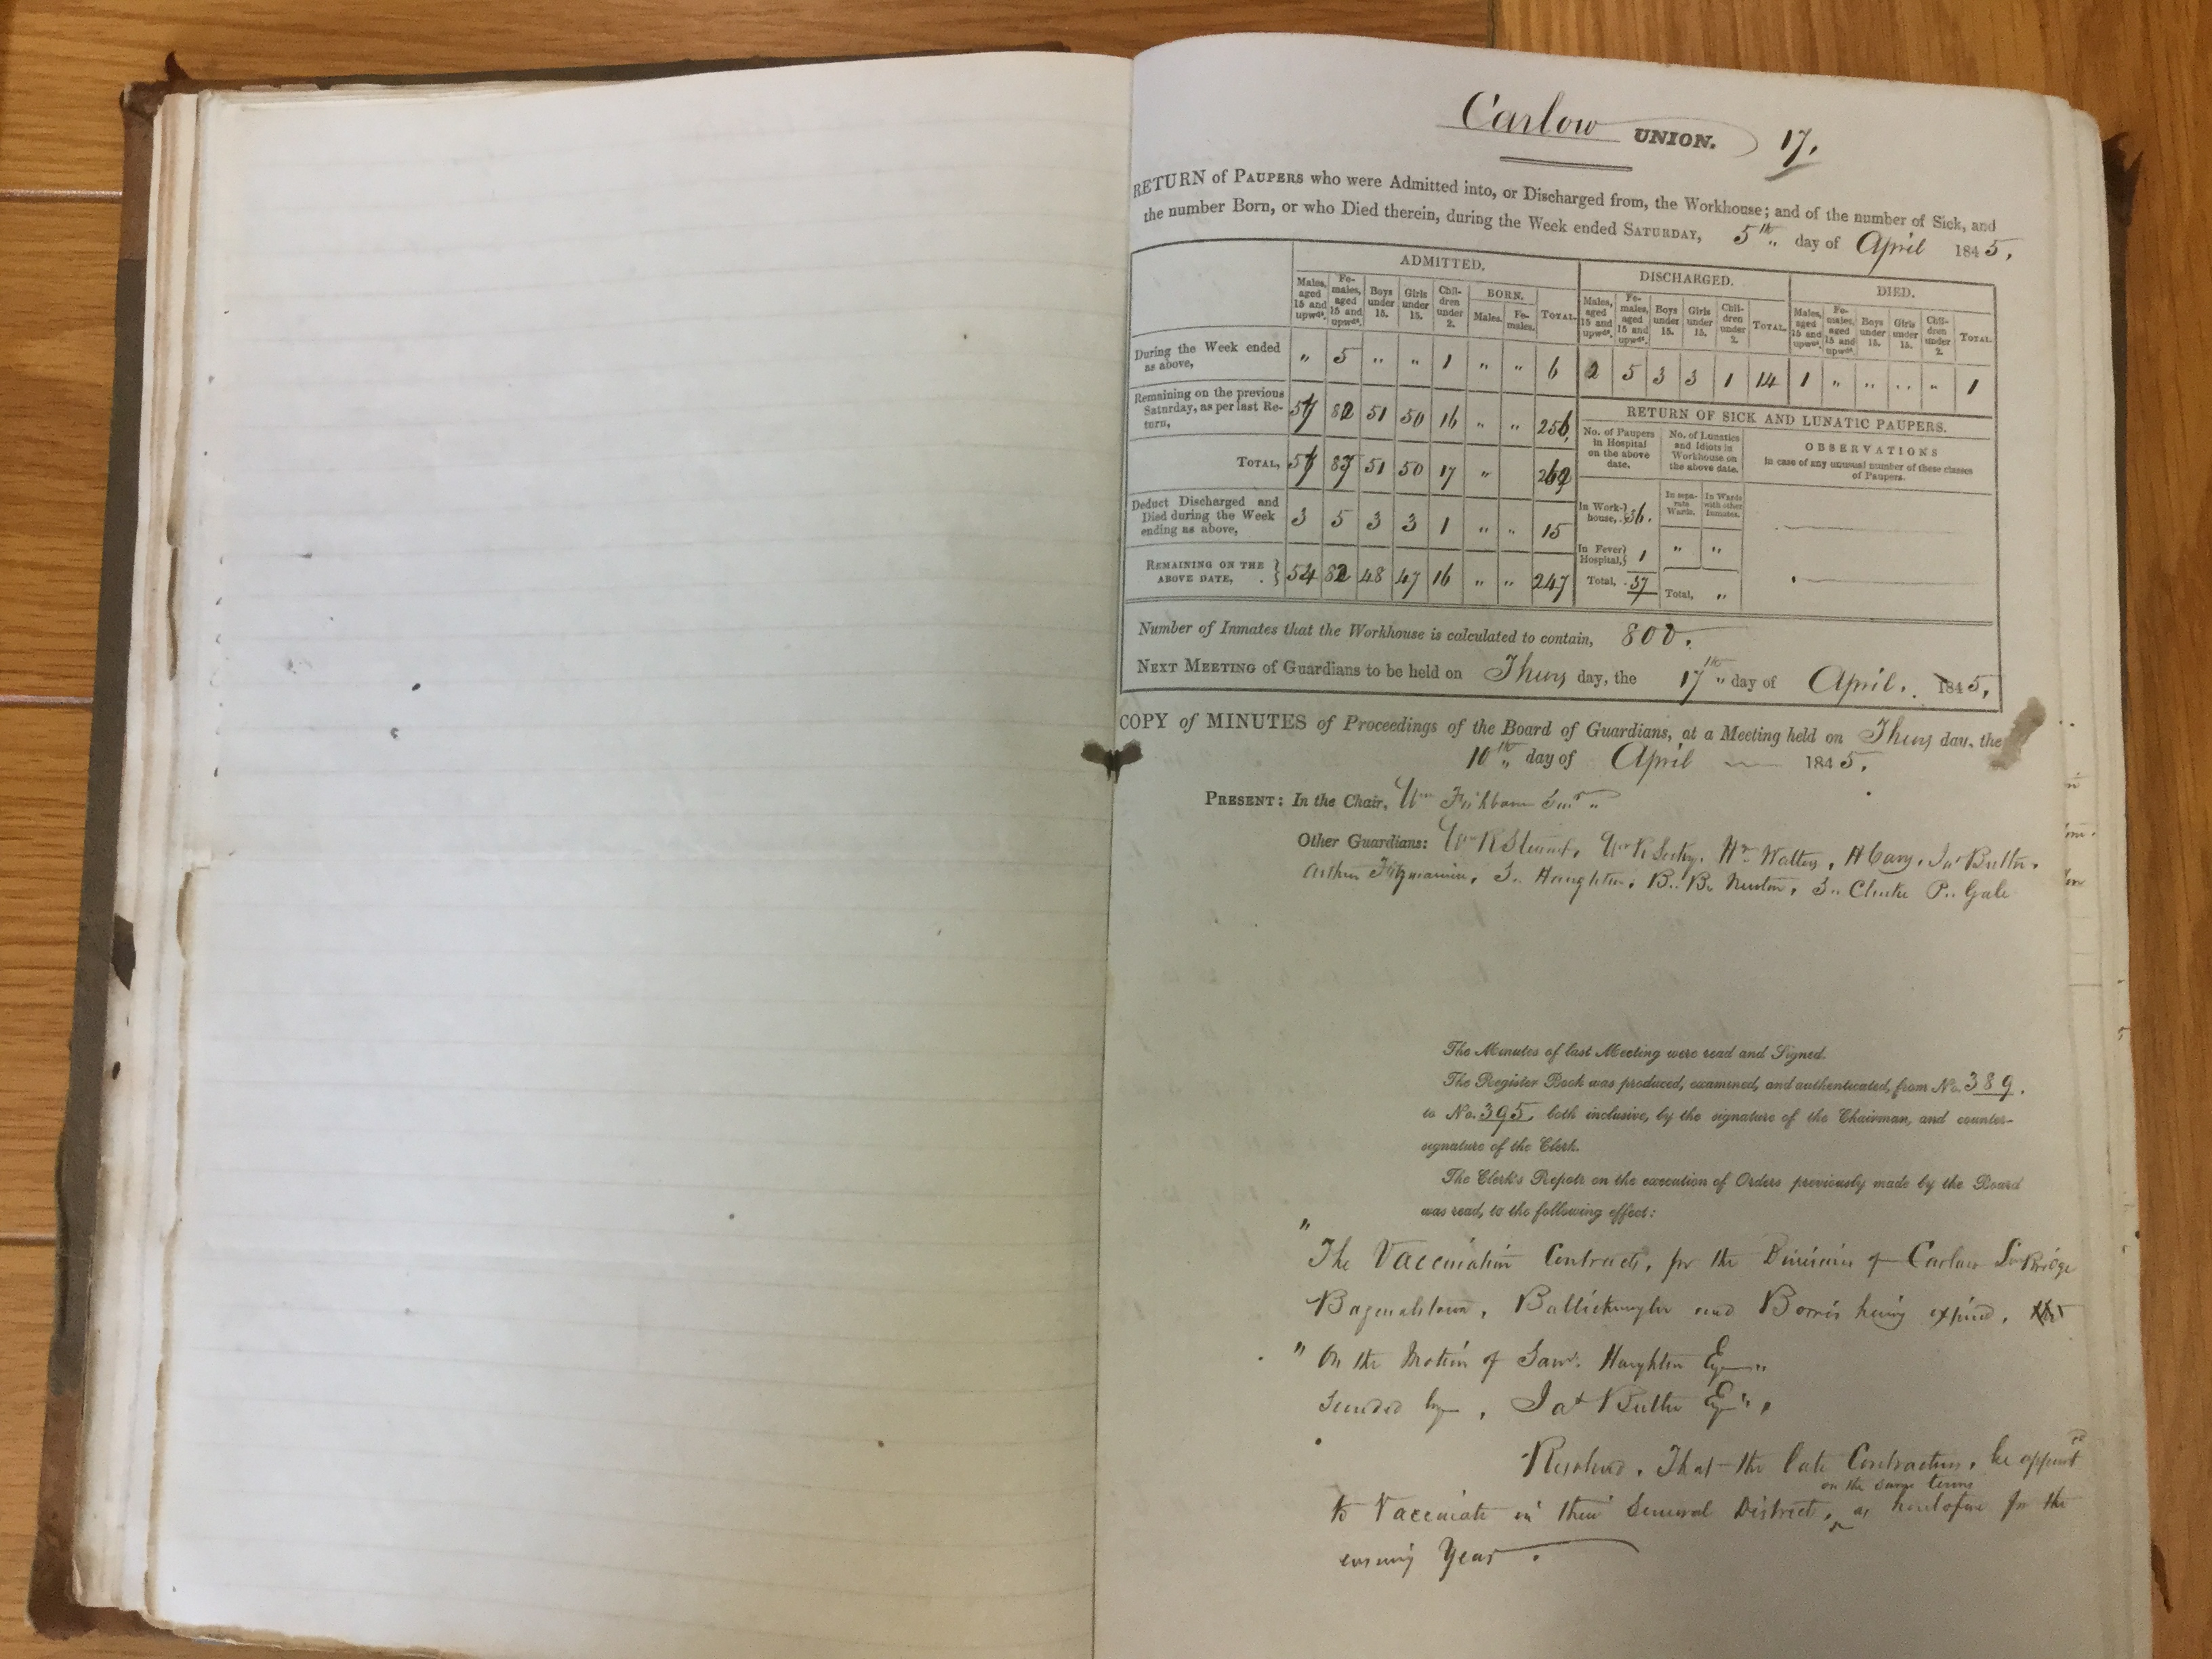 Carlow UNION. 17.
RETURN of PAUPERS who were Admitted into, or Discharged from, the Workhouse; and of the number of Sick, and
the number Born, or who Died therein, during the Week ended SATURDAY, 5th day of April 1845.
ADMITTED. DISCHARGED. DIED.
Males, aged 15 and upwds. Females, aged 15 and upwds. Boys under 15. Girls under 15. Children under 2. BORN. Males. Females. TOTAL. Males, aged 15 and upwds. Females, aged 15 and upwds. Boys under 15. Girls under 15. Children under 2. TOTAL. Males, aged 15 and upwds. Females, aged 15 and upwds. Boys under 15. Girls under 15. Children under 2. TOTAL.
During the Week ended as above, " 5 " " 1 " " 6 2 5 3 3 1 14 1 " " " " 1
Remaining on the previous Saturday, as per last Return, 57 82 51 50 16 " " 256
TOTAL, 57 87 51 50 17 " 262
Deduct Discharged and Died during the Week ending as above, 3 5 3 3 1 " " 15
REMAINING ON THE ABOVE DATE, 54 82 48 47 16 " " 247
RETURN OF SICK AND LUNATIC PAUPERS.
No. of Paupers in Hospital on the above date. No. of Lunatics and Idiots in Workhouse on the above date. OBSERVATIONS in case of any unusual number of these classes of Paupers.
In Workhouse, 36. In separate Wards. In Wards with other Inmates.
In Fever Hospital, 1 " "
Total, 37 Total, "
Number of Inmates that the Workhouse is calculated to contain, 800.
NEXT MEETING of Guardians to be held on Thurs day, the 17th day of April. 1845.
COPY of MINUTES of Proceedings of the Board of Guardians, at a Meeting held on Thurs day, the
10th day of April 1845.
PRESENT: In the Chair, Wm Fishbourne
Other Guardians: Wm R Steuart, Hy Watters, H Cary, Jas Butler,
Arthur Fitzmaurice, S. Haughton, B. B. Newton, P. Gale
The Minutes of last Meeting were read and Signed.
The Register Book was produced, examined, and authenticated, from No. 389.
to No. 395, both inclusive, by the signature of the Chairman, and counter-
signature of the Clerk.
The Clerk's Report on the execution of Orders previously made by the Board
was read, to the following effect:
" The Vaccination Contracts, for the Divisions of Carlow LnBridge
Bagenalstown, Ballickmoyler and Borris having expired,
" On the Motion of Saml. Haughton Esqr
Seconded by, Jas Butler Esqr,
Resolved, That the late Contractors, be appointed
on the same terms
to Vaccinate in their Several District, as heretofore for the
ensuing Year.